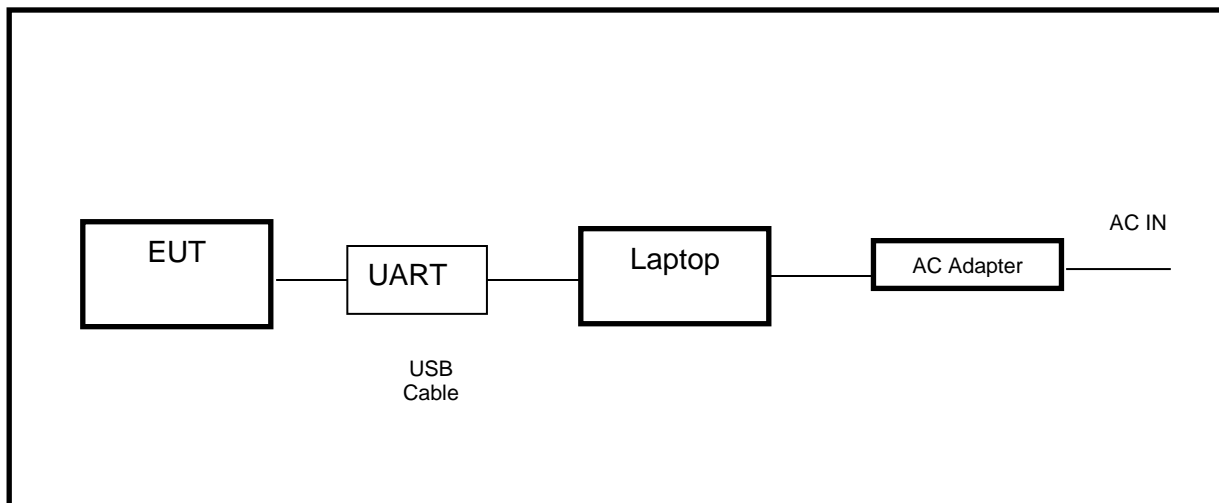 EUT
UART
Laptop
AC Adapter
AC IN
USB
Cable